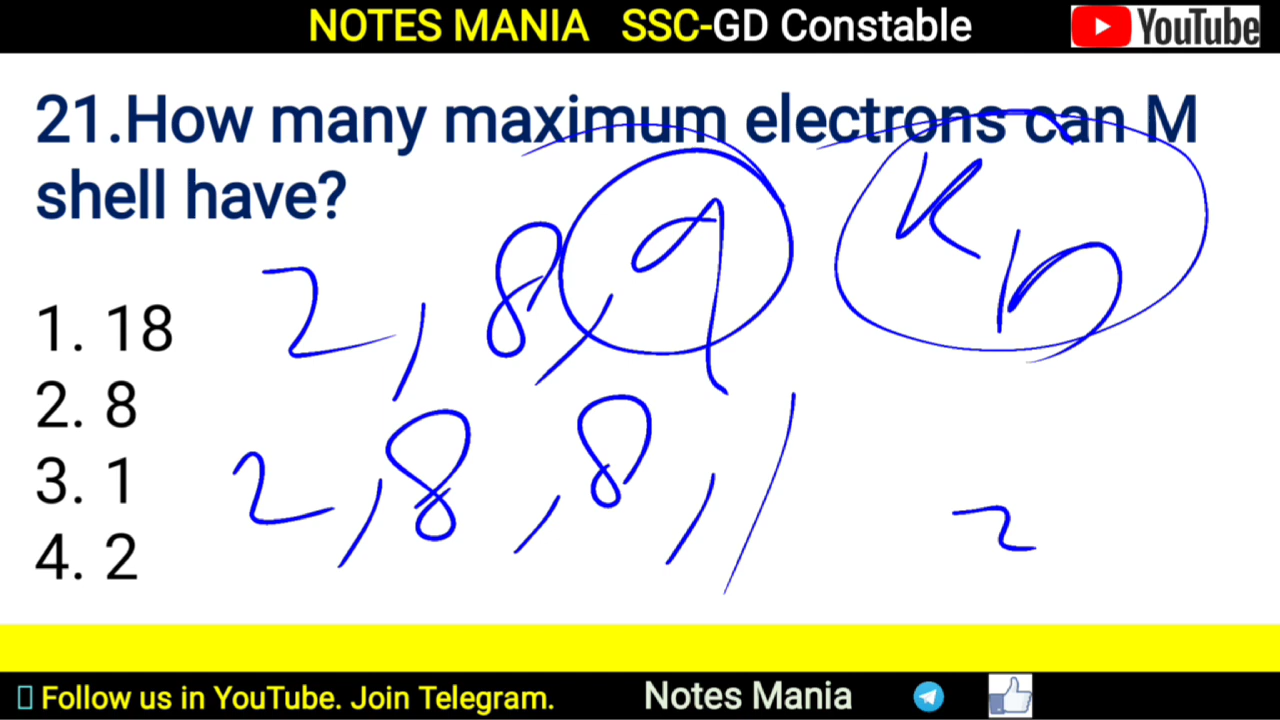 NOTES MANIA SSC-GD Constable YouTube
21.How many maximum electrons can M
shell have?
2, 8, 9
1. 18
2. 8
3. 1
4. 2
2, 8, 8, 1
2
Follow us in YouTube. Join Telegram. Notes Mania